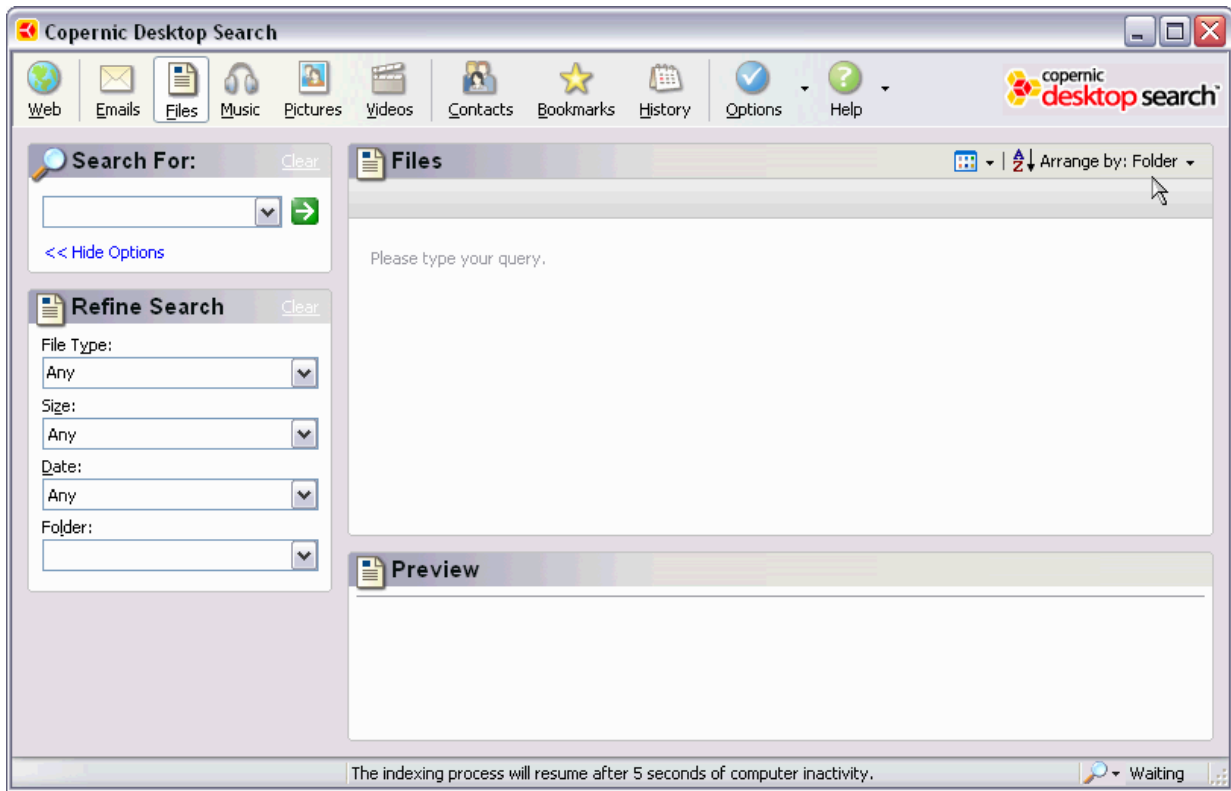 Copernic Desktop Search
Web Emails Files Music Pictures Videos Contacts Bookmarks History Options Help
copernic
desktop search
Search For: Clear
<< Hide Options
Refine Search Clear
File Type:
Any
Size:
Any
Date:
Any
Folder:
Files Arrange by: Folder
Please type your query.
Preview
The indexing process will resume after 5 seconds of computer inactivity. Waiting